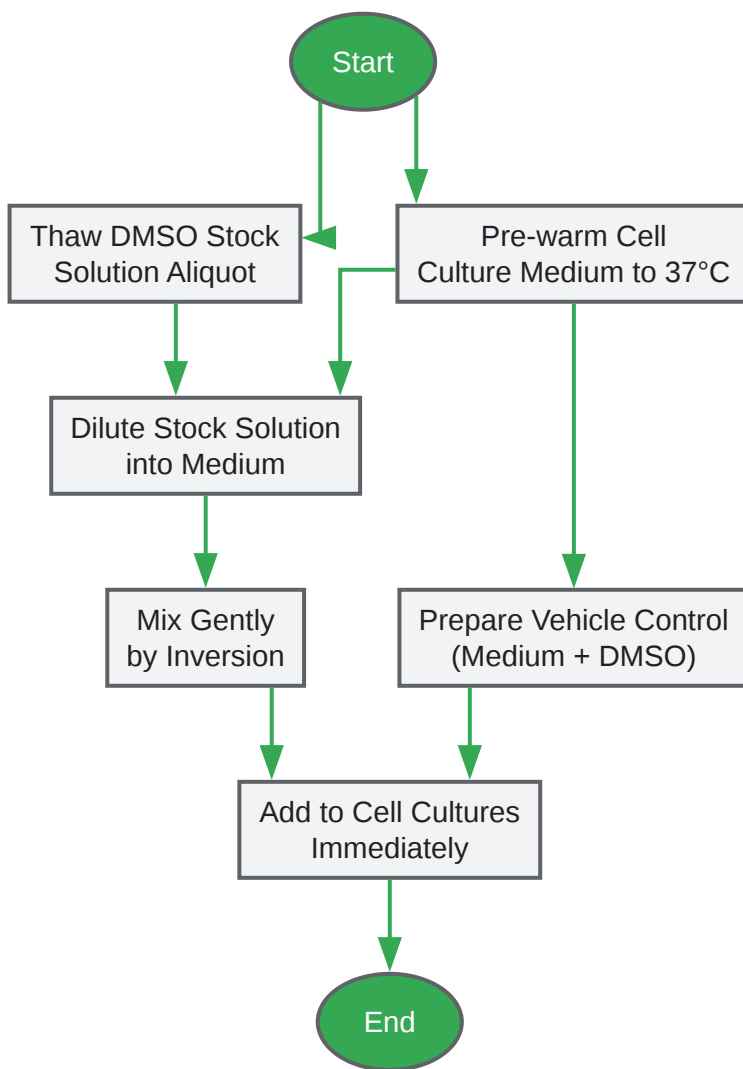 Start
Thaw DMSO Stock
Solution Aliquot
Pre-warm Cell
Culture Medium to 37°C
Dilute Stock Solution
into Medium
Mix Gently
by Inversion
Prepare Vehicle Control
(Medium + DMSO)
Add to Cell Cultures
Immediately
End